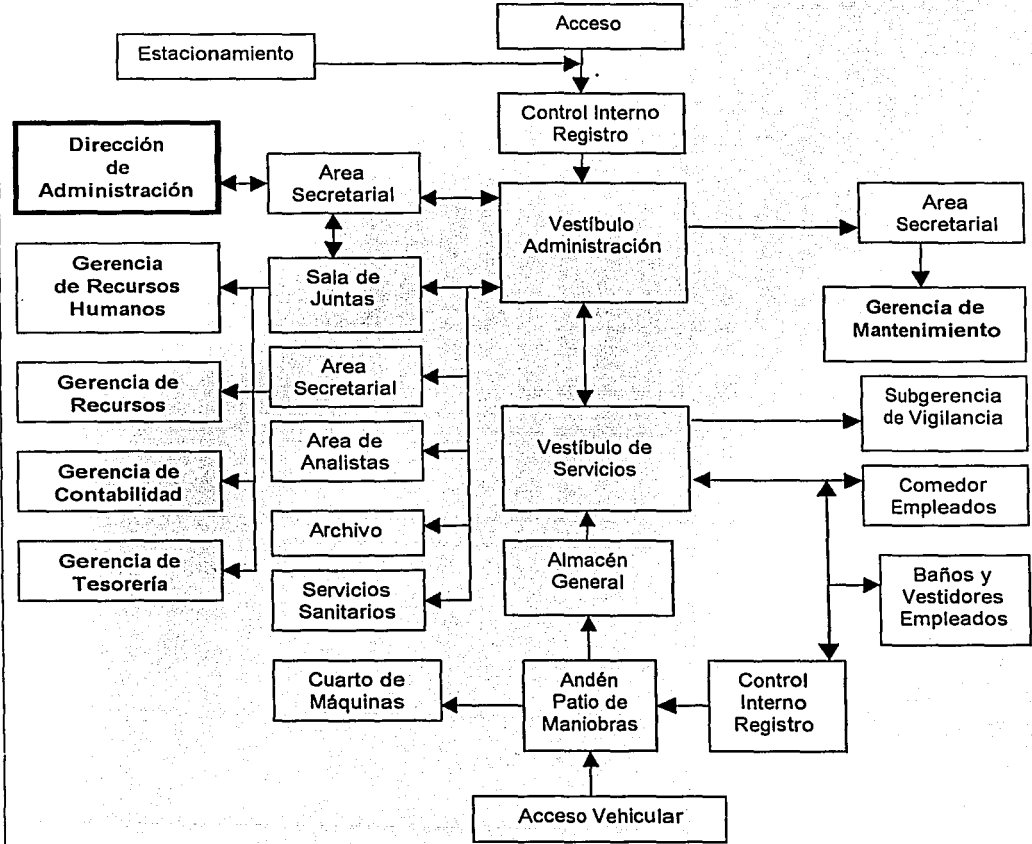 Acceso
Estacionamiento
Control Interno
Registro
Dirección
de
Administración
Area
Secretarial
Vestíbulo
Administración
Area
Secretarial
Gerencia
de Recursos
Humanos
Sala de
Juntas
Gerencia de
Mantenimiento
Gerencia de
Recursos
Area
Secretarial
Subgerencia
de Vigilancia
Vestíbulo de
Servicios
Area de
Analistas
Gerencia de
Contabilidad
Comedor
Empleados
Archivo
Almacén
General
Gerencia de
Tesorería
Servicios
Sanitarios
Baños y
Vestidores
Empleados
Cuarto de
Máquinas
Andén
Patio de
Maniobras
Control
Interno
Registro
Acceso Vehicular